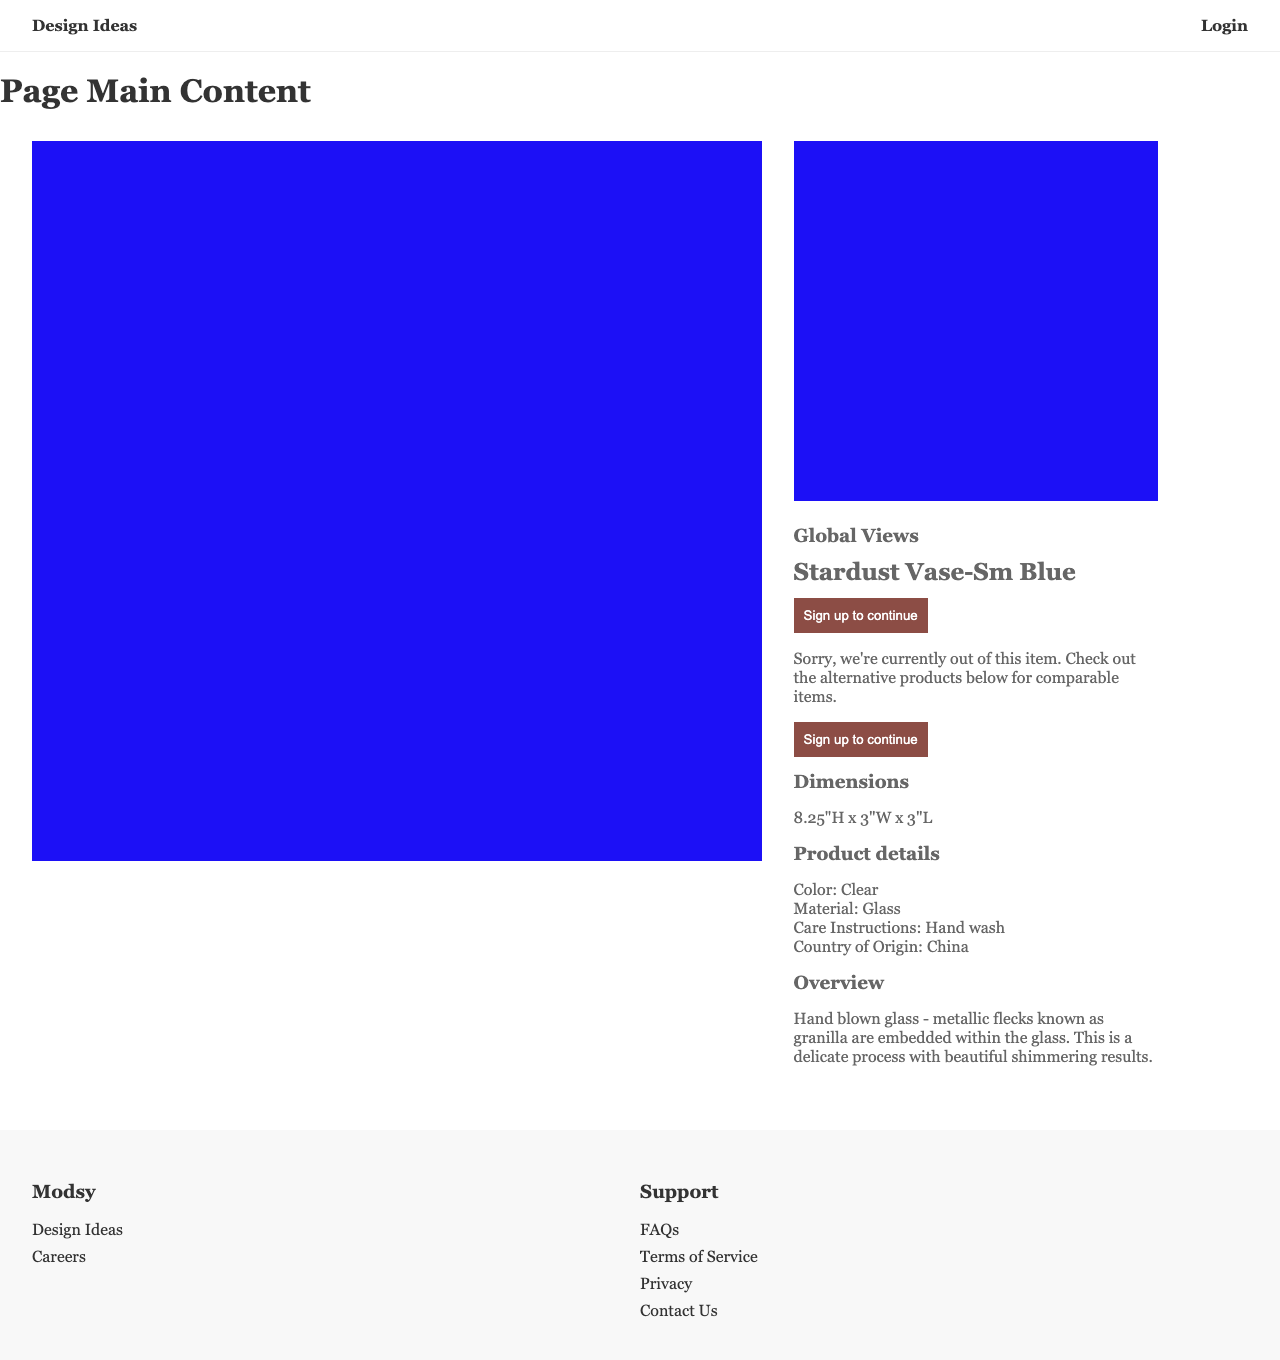 Design Ideas
Login
Page Main Content
Global Views
Stardust Vase-Sm Blue
Sign up to continue
Sorry, we're currently out of this item. Check out
the alternative products below for comparable
items.
Sign up to continue
Dimensions
8.25"H x 3"W x 3"L
Product details
Color: Clear
Material: Glass
Care Instructions: Hand wash
Country of Origin: China
Overview
Hand blown glass - metallic flecks known as
granilla are embedded within the glass. This is a
delicate process with beautiful shimmering results.
Modsy
Design Ideas
Careers
Support
FAQs
Terms of Service
Privacy
Contact Us